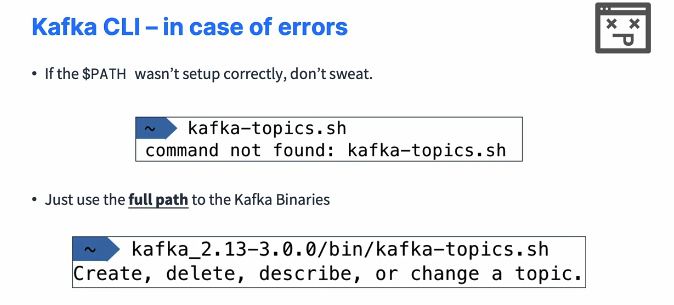 Kafka CLI – in case of errors
• If the $PATH wasn't setup correctly, don't sweat.
~ kafka-topics.sh
command not found: kafka-topics.sh
• Just use the full path to the Kafka Binaries
~ kafka_2.13-3.0.0/bin/kafka-topics.sh
Create, delete, describe, or change a topic.